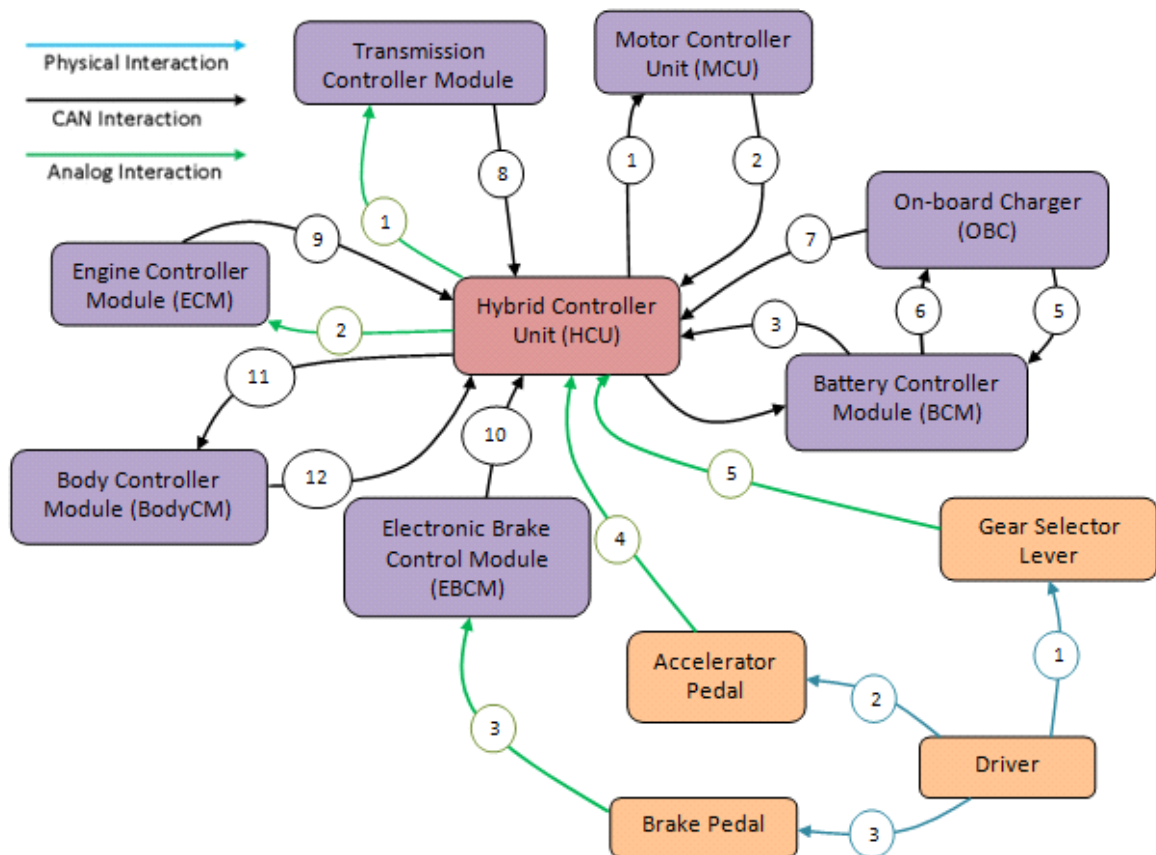 Physical Interaction
CAN Interaction
Analog Interaction
Transmission
Controller Module
Motor Controller
Unit (MCU)
1
8
1
2
On-board Charger
(OBC)
9
7
Engine Controller
Module (ECM)
2
Hybrid Controller
Unit (HCU)
3
6
5
11
Battery Controller
Module (BCM)
10
12
Body Controller
Module (BodyCM)
5
Electronic Brake
Control Module
(EBCM)
4
Gear Selector
Lever
1
Accelerator
Pedal
2
3
Driver
Brake Pedal
3